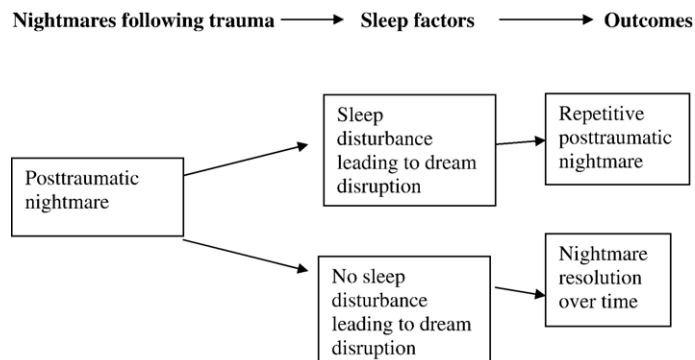 Nightmares following trauma Sleep factors Outcomes
Sleep
disturbance
leading to dream
disruption
Repetitive
posttraumatic
nightmare
Posttraumatic
nightmare
No sleep
disturbance
leading to dream
disruption
Nightmare
resolution
over time